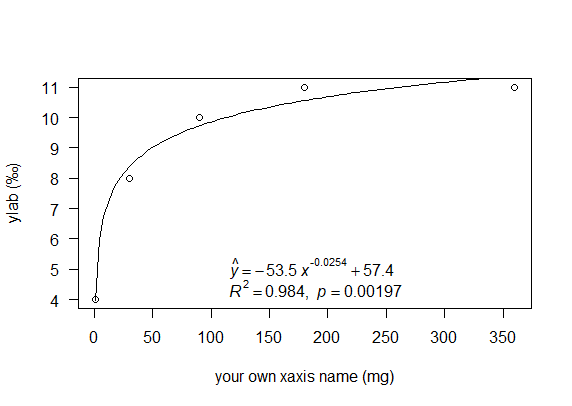 11
10
9
8
7
6
5
4
ylab (‰)
ŷ = −53.5 x^-0.0254 + 57.4
R² = 0.984, p = 0.00197
0 50 100 150 200 250 300 350
your own xaxis name (mg)